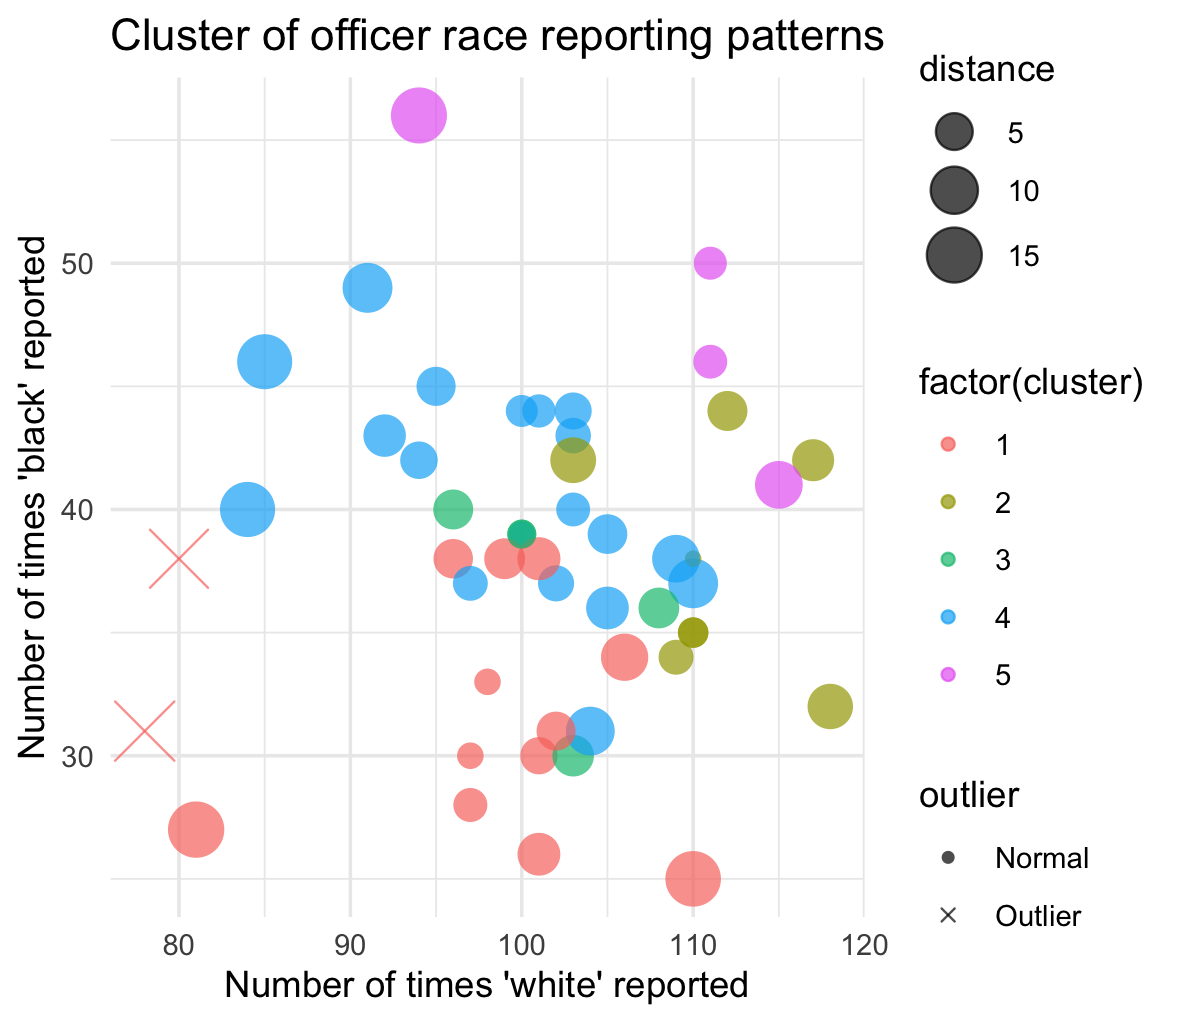 Cluster of officer race reporting patterns
Number of times 'black' reported
50
40
30
80 90 100 110 120
Number of times 'white' reported
distance
5
10
15
factor(cluster)
1
2
3
4
5
outlier
Normal
Outlier